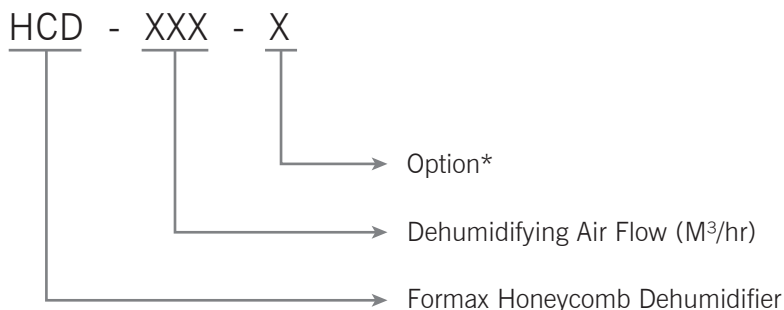 HCD - XXX - X
Option*
Dehumidifying Air Flow (M³/hr)
Formax Honeycomb Dehumidifier